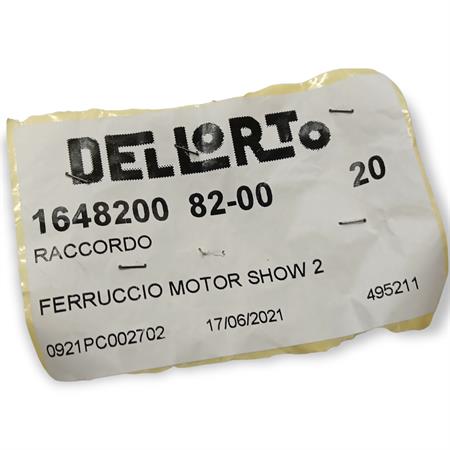 DELLORTO
1648200 82-00 20
RACCORDO
FERRUCCIO MOTOR SHOW 2
0921PC002702 17/06/2021 495211